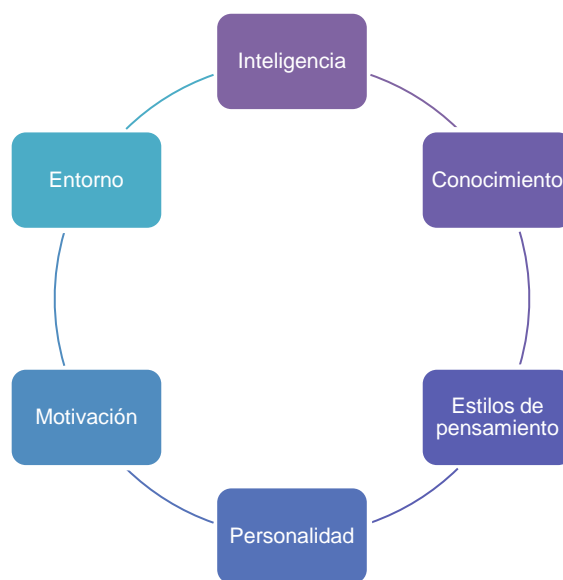 Inteligencia
Conocimiento
Estilos de
pensamiento
Personalidad
Motivación
Entorno